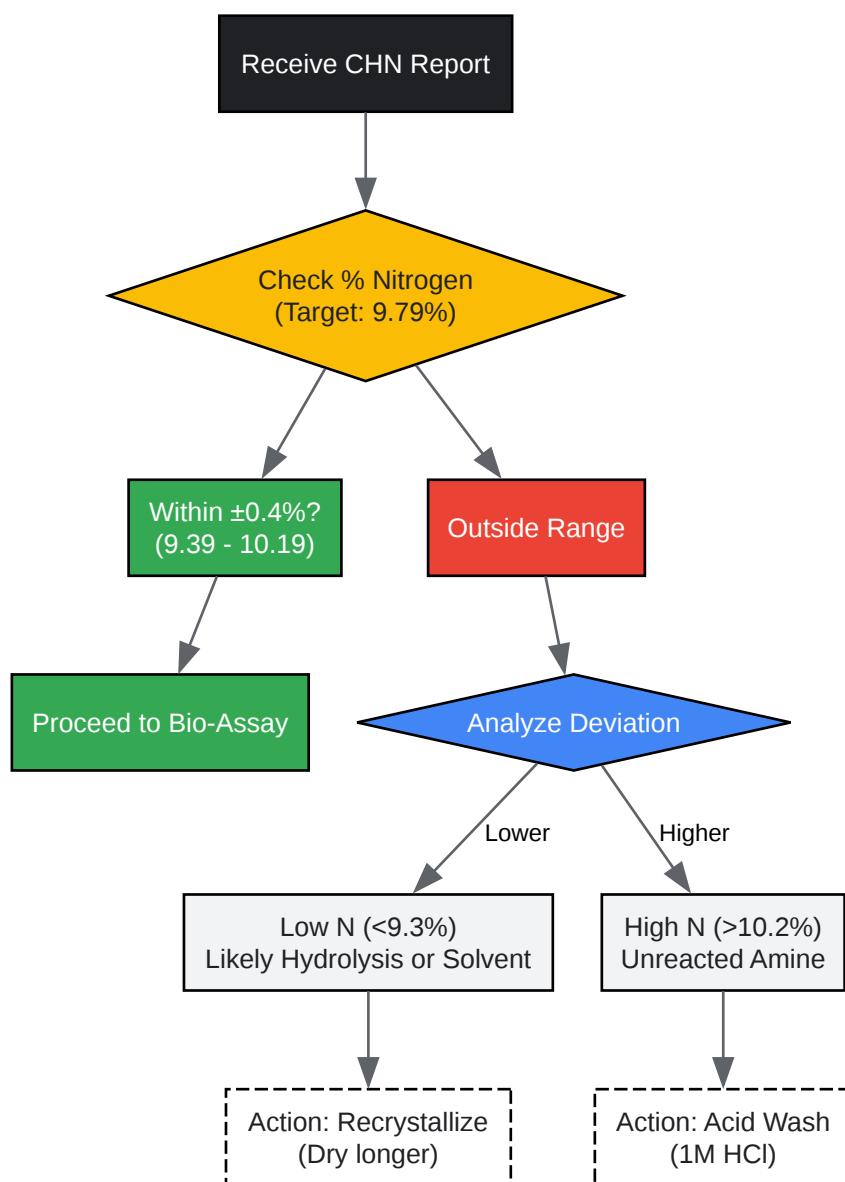 Receive CHN Report
Check % Nitrogen
(Target: 9.79%)
Within ±0.4%?
(9.39 - 10.19)
Outside Range
Proceed to Bio-Assay
Analyze Deviation
Lower
Higher
Low N (<9.3%)
Likely Hydrolysis or Solvent
High N (>10.2%)
Unreacted Amine
Action: Recrystallize
(Dry longer)
Action: Acid Wash
(1M HCl)